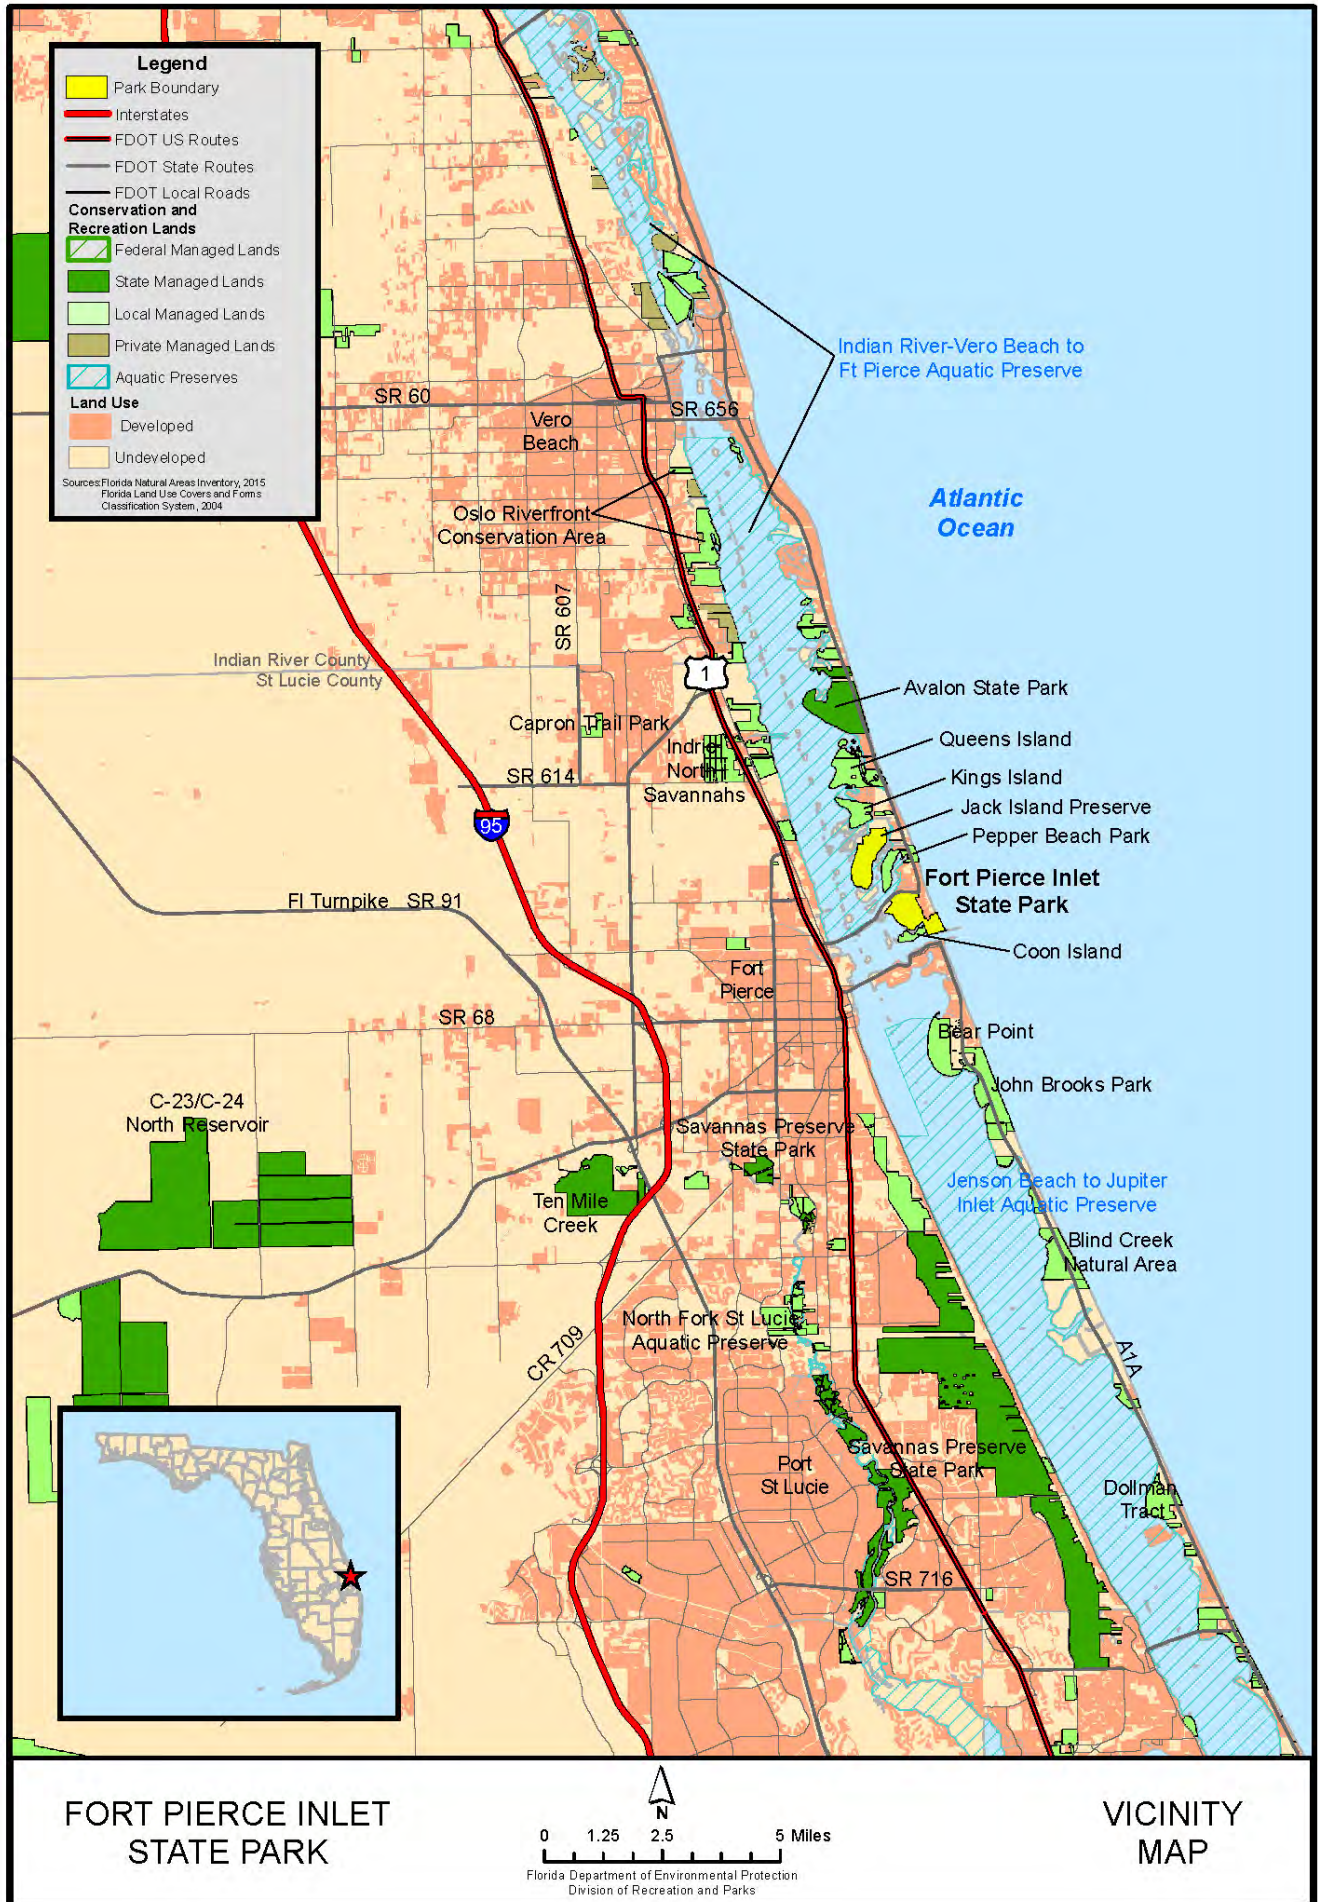 Legend
Park Boundary
Interstates
FDOT US Routes
FDOT State Routes
FDOT Local Roads
Conservation and
Recreation Lands
Federal Managed Lands
State Managed Lands
Local Managed Lands
Private Managed Lands
Aquatic Preserves
Land Use
Developed
Undeveloped
Sources:Florida Natural Areas Inventory, 2015
Florida Land Use Covers and Forms
Classification System, 2004
Indian River-Vero Beach to
Ft Pierce Aquatic Preserve
SR 60
SR 656
Vero
Beach
Atlantic
Ocean
Oslo Riverfront
Conservation Area
SR 607
Indian River County
St Lucie County
1
Avalon State Park
Capron Trail Park
Queens Island
Indrio
North
Savannahs
SR 614
Kings Island
Jack Island Preserve
95
Pepper Beach Park
Fort Pierce Inlet
State Park
Fl Turnpike SR 91
Coon Island
Fort
Pierce
SR 68
Bear Point
John Brooks Park
C-23/C-24
North Reservoir
Savannas Preserve
State Park
Jenson Beach to Jupiter
Inlet Aquatic Preserve
Ten Mile
Creek
Blind Creek
Natural Area
North Fork St Lucie
Aquatic Preserve
CR 709
A1A
Savannas Preserve
State Park
Port
St Lucie
Dollman
Tract
SR 716
FORT PIERCE INLET
STATE PARK
N
0 1.25 2.5 5 Miles
Florida Department of Environmental Protection
Division of Recreation and Parks
VICINITY
MAP